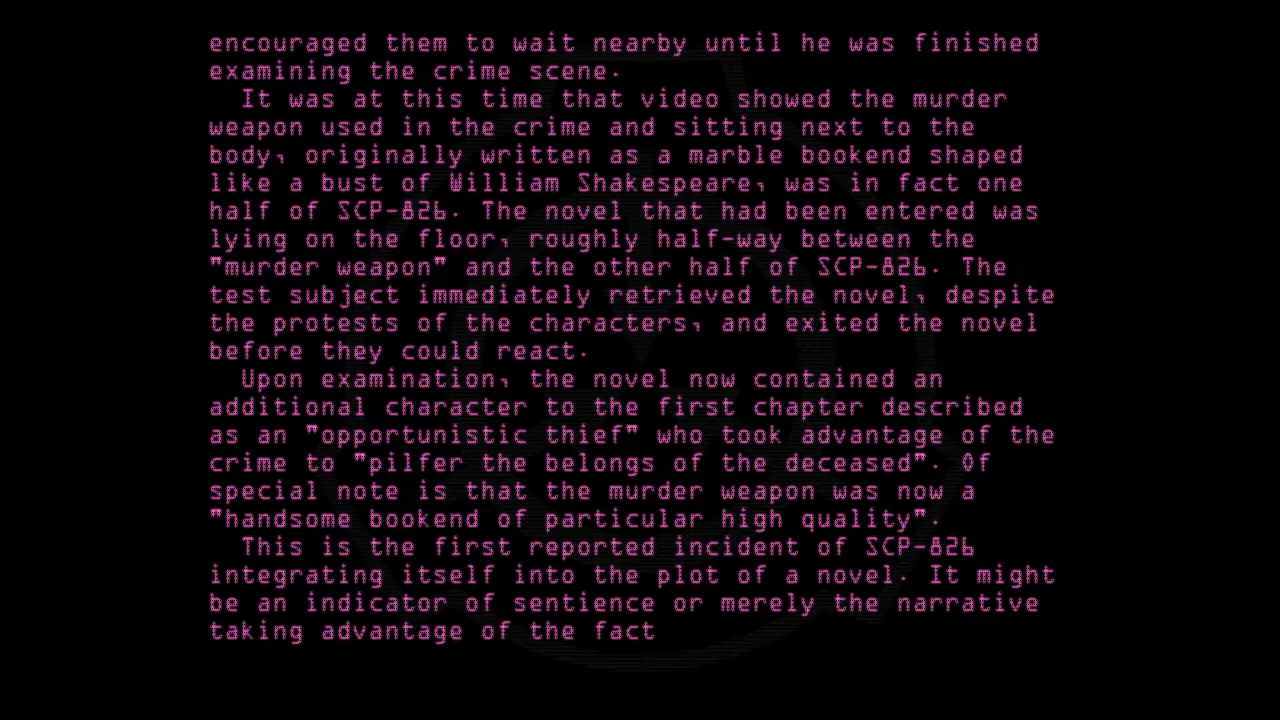 encouraged them to wait nearby until he was finished
examining the crime scene.
It was at this time that video showed the murder
weapon used in the crime and sitting next to the
body, originally written as a marble bookend shaped
like a bust of William Shakespeare, was in fact one
half of SCP-826. The novel that had been entered was
lying on the floor, roughly half-way between the
"murder weapon" and the other half of SCP-826. The
test subject immediately retrieved the novel, despite
the protests of the characters, and exited the novel
before they could react.
Upon examination, the novel now contained an
additional character to the first chapter described
as an "opportunistic thief" who took advantage of the
crime to "pilfer the belongs of the deceased". Of
special note is that the murder weapon was now a
"handsome bookend of particular high quality".
This is the first reported incident of SCP-826
integrating itself into the plot of a novel. It might
be an indicator of sentience or merely the narrative
taking advantage of the fact